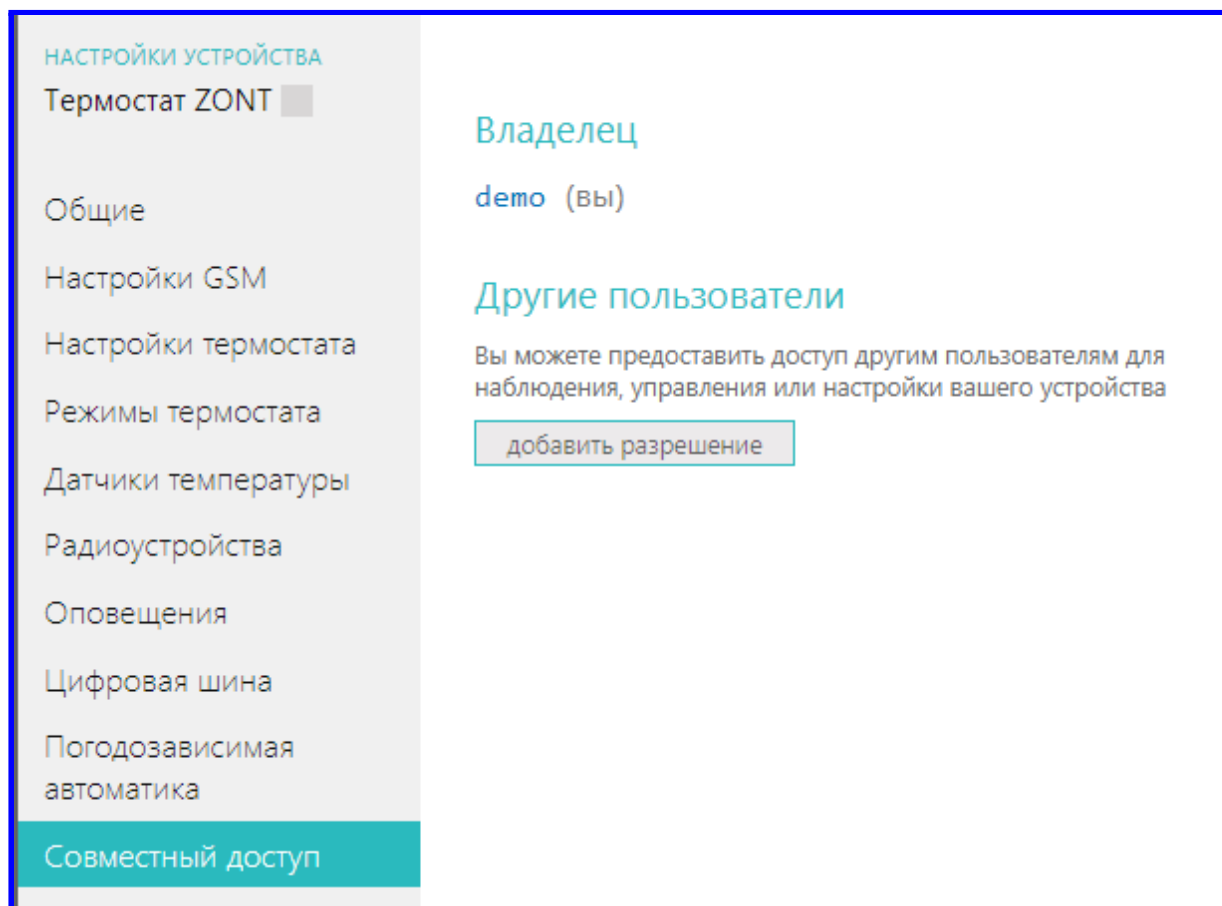 НАСТРОЙКИ УСТРОЙСТВА
Термостат ZONT
Общие
Настройки GSM
Настройки термостата
Режимы термостата
Датчики температуры
Радиоустройства
Оповещения
Цифровая шина
Погодозависимая
автоматика
Совместный доступ
Владелец
demo (вы)
Другие пользователи
Вы можете предоставить доступ другим пользователям для
наблюдения, управления или настройки вашего устройства
добавить разрешение